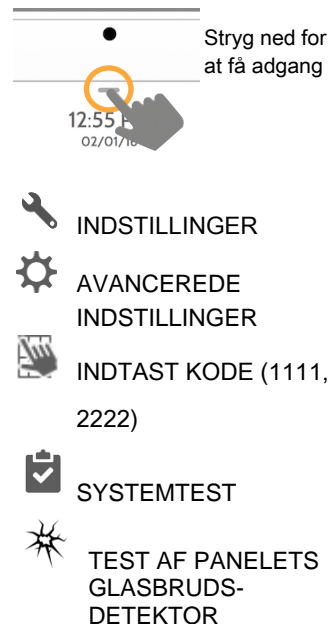 Stryg ned for
at få adgang
12:55
02/01/18
INDSTILLINGER
AVANCEREDE
INDSTILLINGER
INDTAST KODE (1111,
2222)
SYSTEMTEST
TEST AF PANELETS
GLASBRUDS-
DETEKTOR